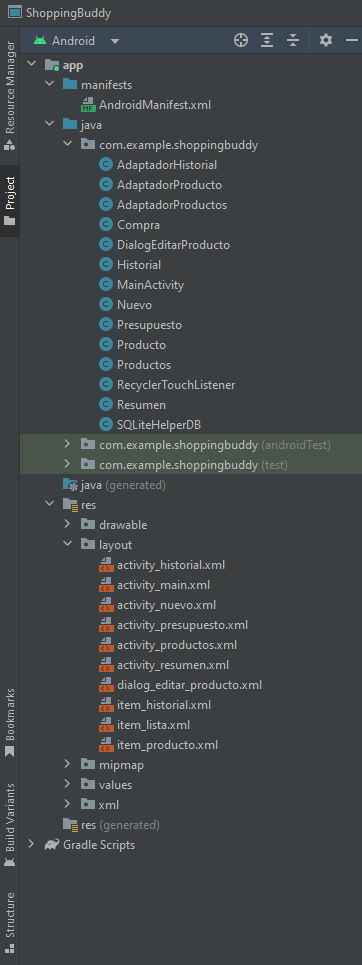 ShoppingBuddy
Android
Resource Manager
Project
Bookmarks
Build Variants
Structure
app
manifests
AndroidManifest.xml
java
com.example.shoppingbuddy
AdaptadorHistorial
AdaptadorProducto
AdaptadorProductos
Compra
DialogEditarProducto
Historial
MainActivity
Nuevo
Presupuesto
Producto
Productos
RecyclerTouchListener
Resumen
SQLiteHelperDB
com.example.shoppingbuddy (androidTest)
com.example.shoppingbuddy (test)
java (generated)
res
drawable
layout
activity_historial.xml
activity_main.xml
activity_nuevo.xml
activity_presupuesto.xml
activity_productos.xml
activity_resumen.xml
dialog_editar_producto.xml
item_historial.xml
item_lista.xml
item_producto.xml
mipmap
values
xml
res (generated)
Gradle Scripts